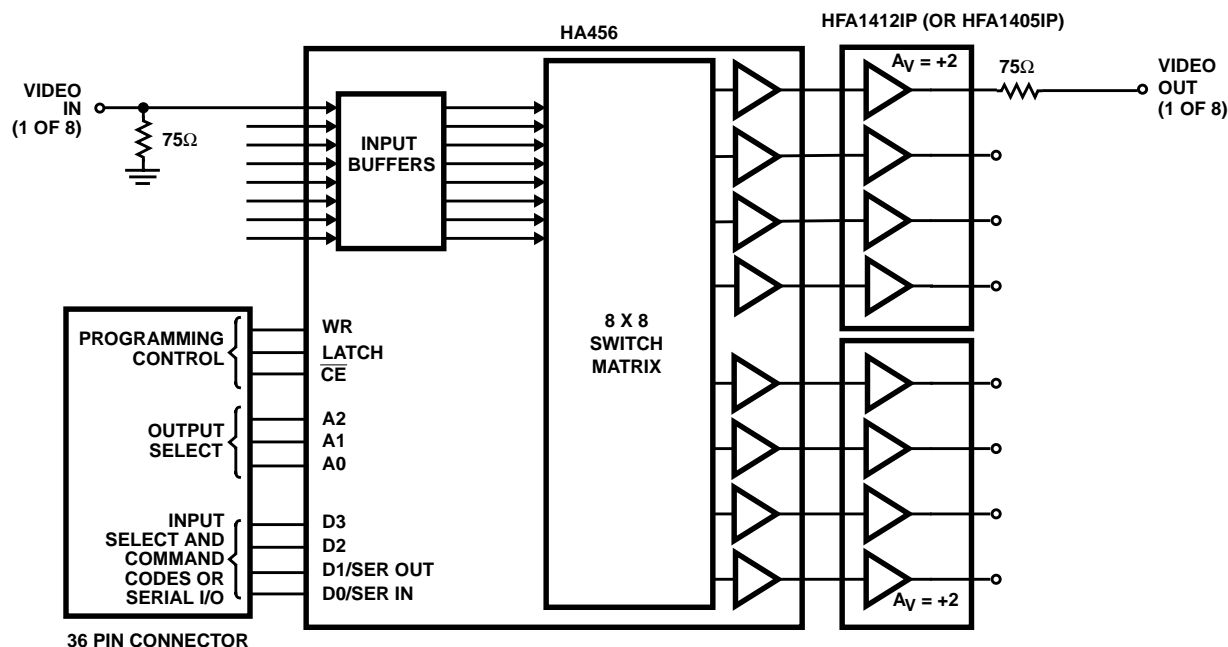 HFA1412IP (OR HFA1405IP)
HA456
A_V = +2
75Ω
VIDEO
OUT
(1 OF 8)
VIDEO
IN
(1 OF 8)
75Ω
INPUT
BUFFERS
8 X 8
SWITCH
MATRIX
PROGRAMMING
CONTROL
WR
LATCH
CE
OUTPUT
SELECT
A2
A1
A0
INPUT
SELECT AND
COMMAND
CODES OR
SERIAL I/O
D3
D2
D1/SER OUT
D0/SER IN
A_V = +2
36 PIN CONNECTOR